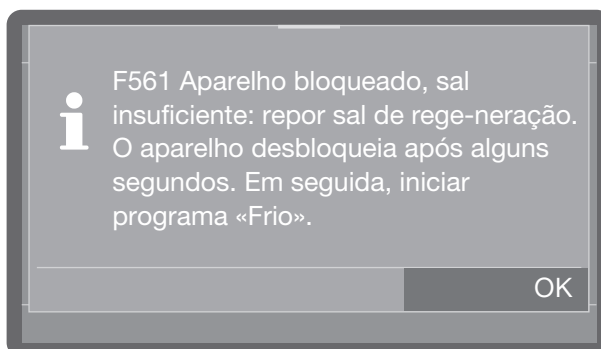 F561 Aparelho bloqueado, sal
insuficiente: repor sal de rege-neração.
O aparelho desbloqueia após alguns
segundos. Em seguida, iniciar
programa «Frio».
OK